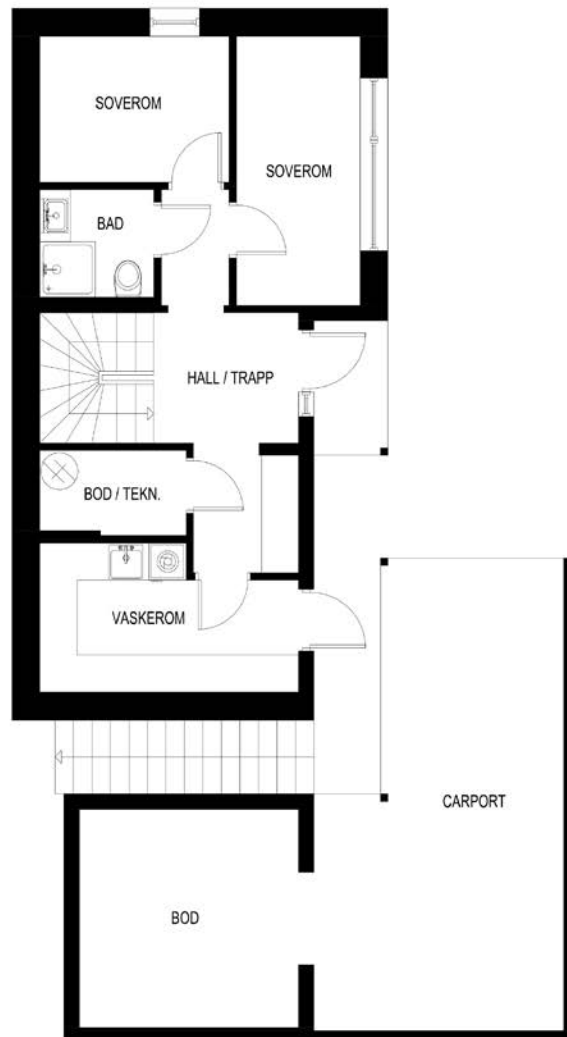 SOVEROM
SOVEROM
BAD
HALL / TRAPP
BOD / TEKN.
VASKEROM
CARPORT
BOD